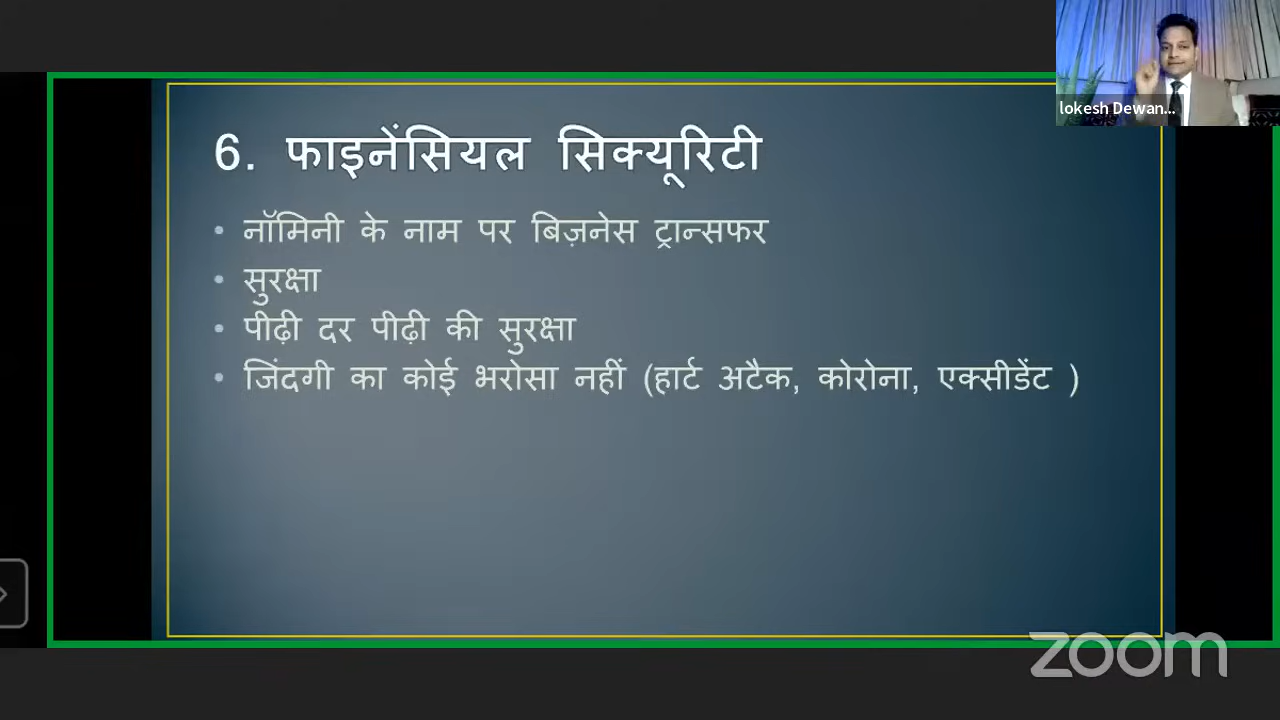 lokesh Dewan...
6. फाइनेंसियल सिक्यूरिटी
• नॉमिनी के नाम पर बिज़नेस ट्रान्सफर
• सुरक्षा
• पीढ़ी दर पीढ़ी की सुरक्षा
• जिंदगी का कोई भरोसा नहीं (हार्ट अटैक, कोरोना, एक्सीडेंट )
zoom